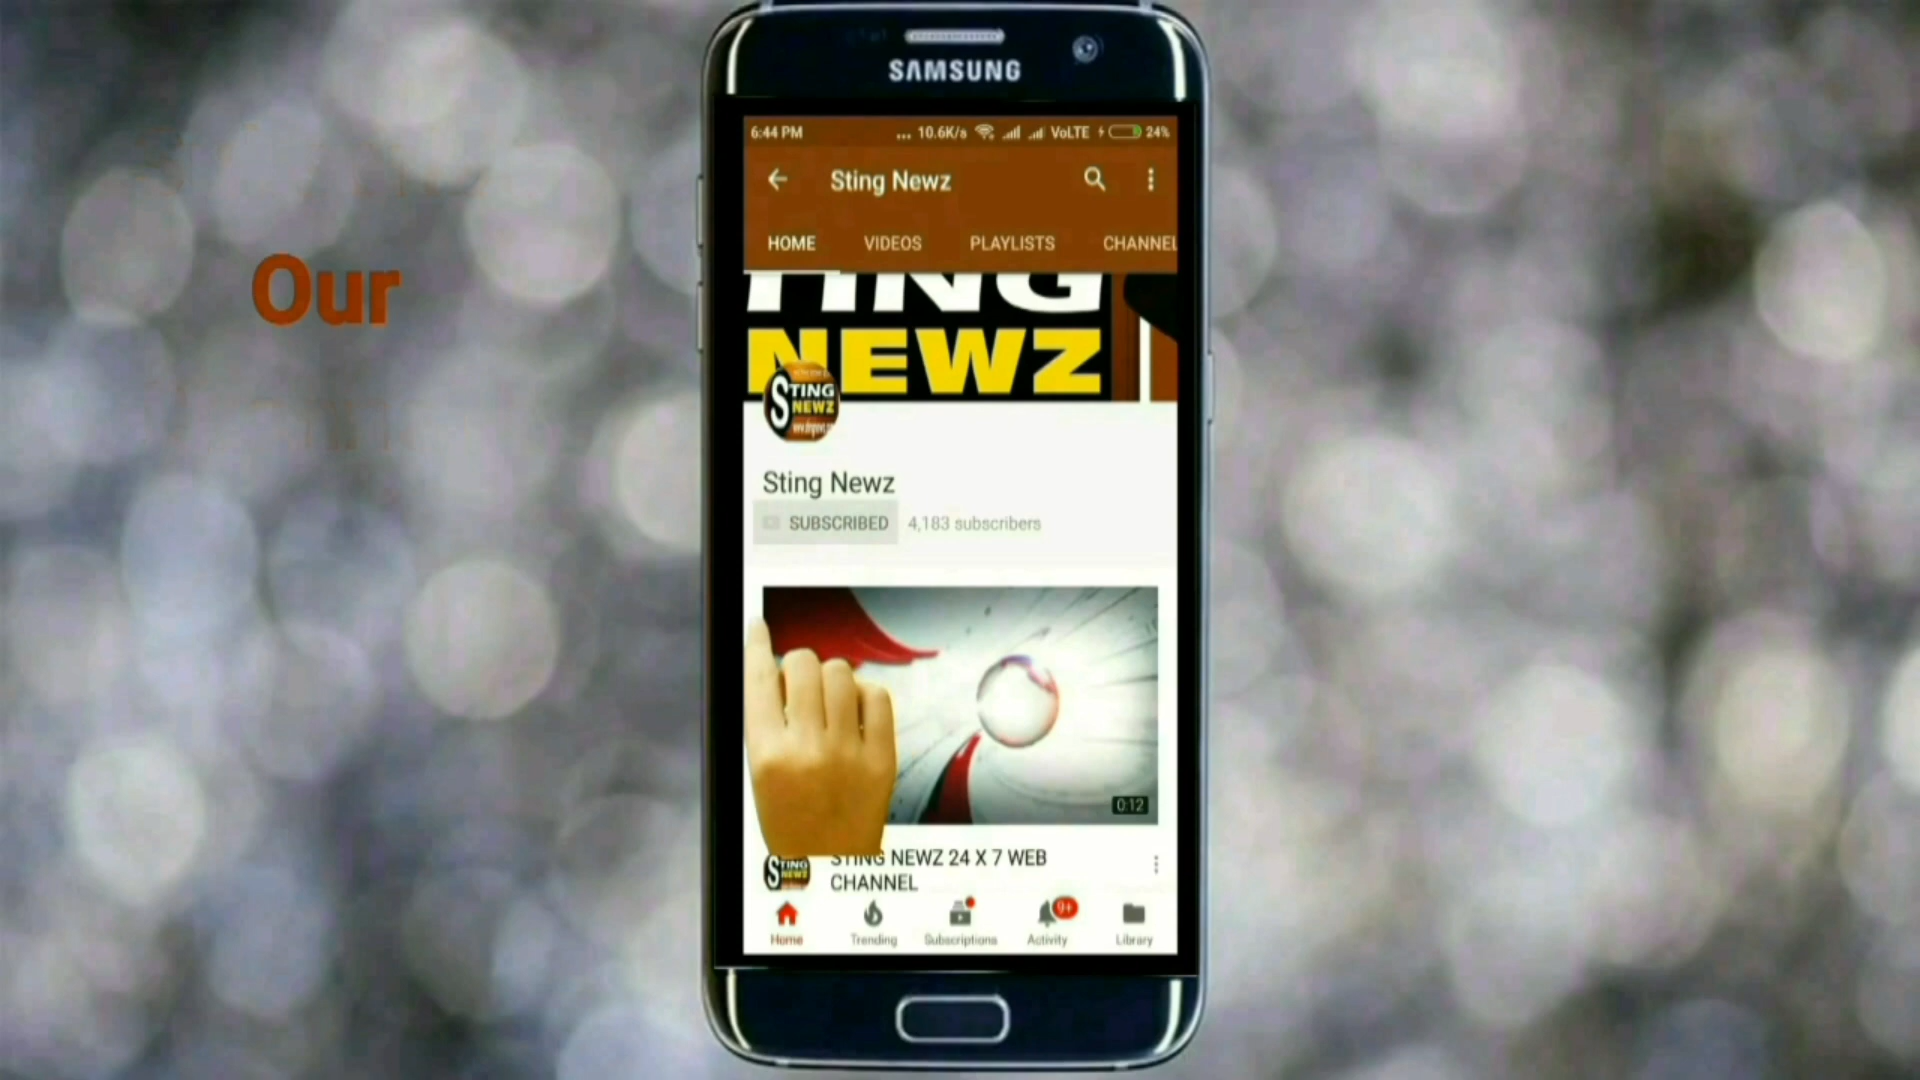 SAMSUNG
6:44 PM ... 10.6K/s VoLTE 24%
Sting Newz
HOME VIDEOS PLAYLISTS CHANNEL
Our
TING
NEWZ
STING
NEWZ
Sting Newz
SUBSCRIBED 4,183 subscribers
0:12
STING NEWZ 24 X 7 WEB
CHANNEL
STING
NEWZ
9+
Home Trending Subscriptions Activity Library